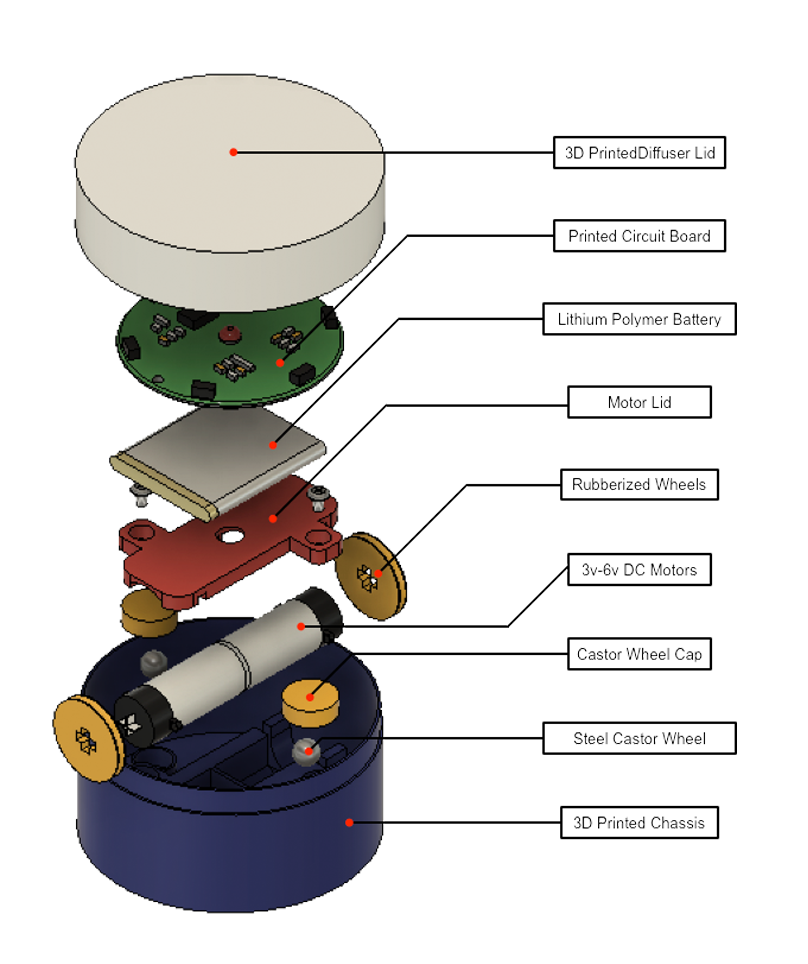 3D PrintedDiffuser Lid
Printed Circuit Board
Lithium Polymer Battery
Motor Lid
Rubberized Wheels
3v-6v DC Motors
Castor Wheel Cap
Steel Castor Wheel
3D Printed Chassis